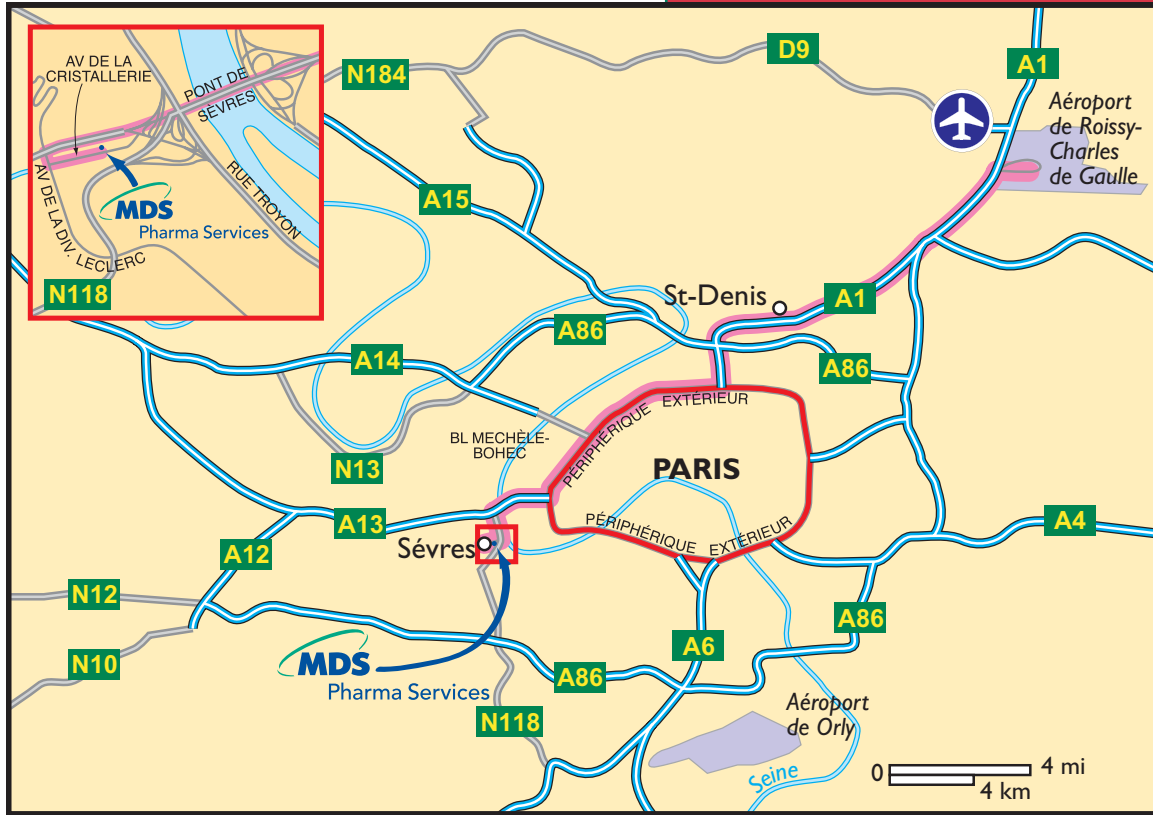 AV DE LA
CRISTALLERIE
PONT DE
SÈVRES
AV DE LA DIV. LECLERC
RUE TROYON
MDS
Pharma Services
N118
N184
D9
A1
Aéroport
de Roissy-
Charles
de Gaulle
A15
St-Denis
A1
A86
A14
A86
BL MECHÈLE-
BOHEC
PÉRIPHÉRIQUE EXTÉRIEUR
N13
PARIS
A13
PÉRIPHÉRIQUE EXTÉRIEUR
A4
Sévres
A12
N12
N10
MDS
Pharma Services
A86
A6
A86
N118
Aéroport
de Orly
Seine
0 4 mi
4 km